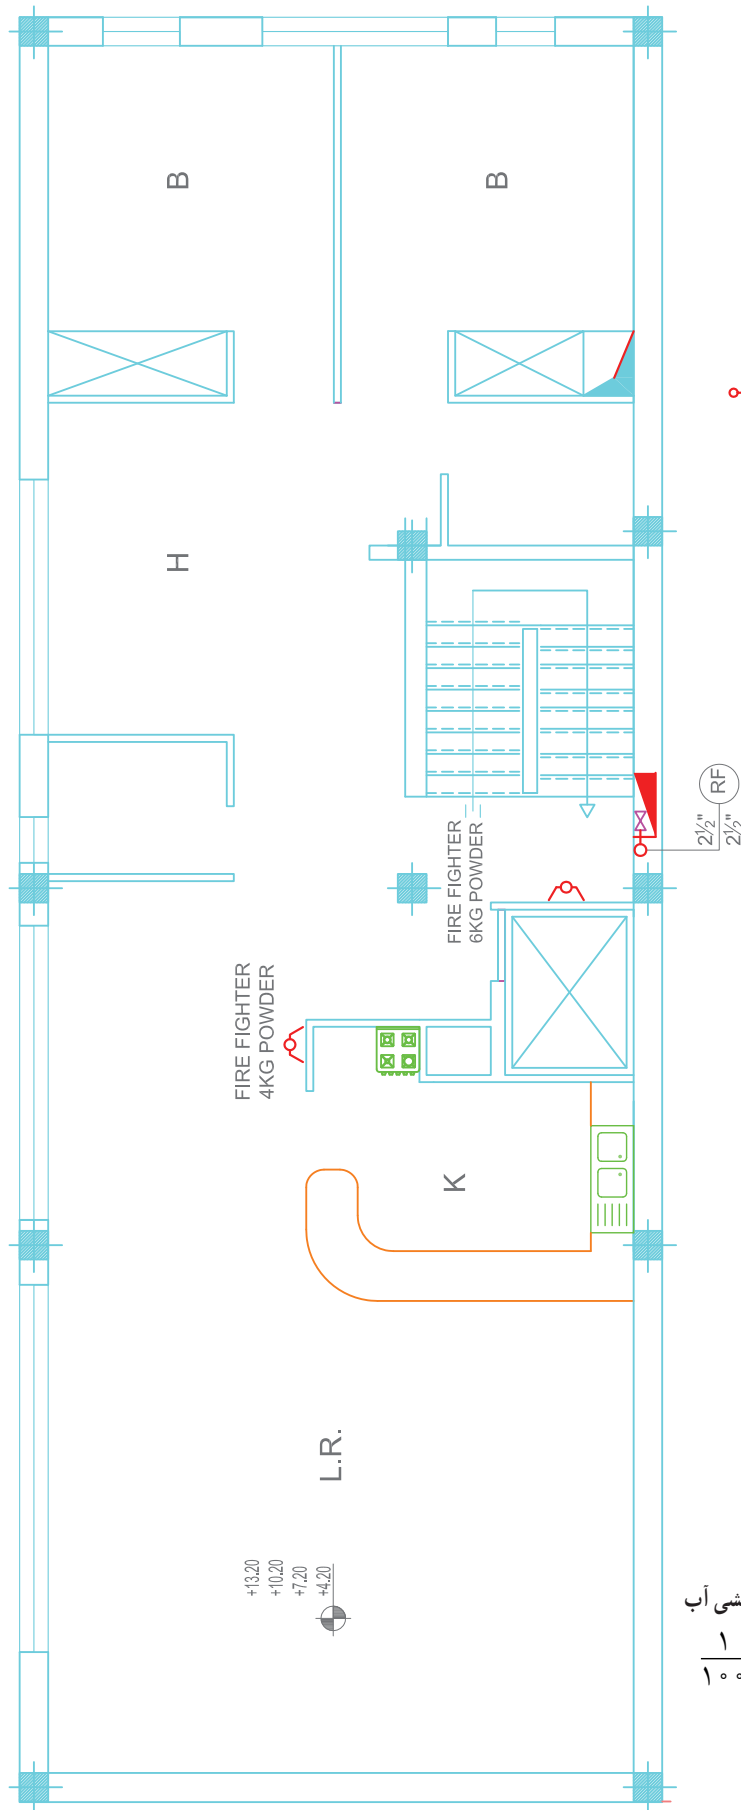 B
B
H
FIRE FIGHTER
6KG POWDER
2½"
2½"
RF
FIRE FIGHTER
4KG POWDER
K
L.R.
+13.20
+10.20
+7.20
+4.20
آب
۱
۱۰۰